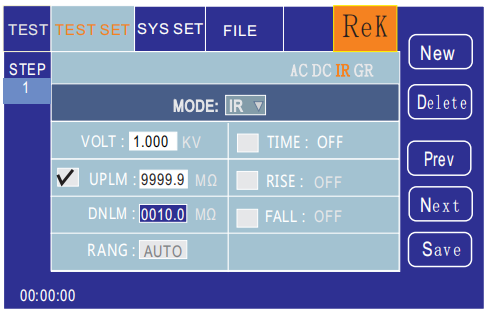 TEST TEST SET SYS SET FILE ReK
New
STEP
1
AC DC IR GR
MODE: IR ▼
Delete
VOLT : 1.000 KV
TIME : OFF
Prev
UPLM : 9999.9 MΩ
RISE : OFF
Next
DNLM : 0010.0 MΩ
FALL : OFF
Save
RANG : AUTO
00:00:00